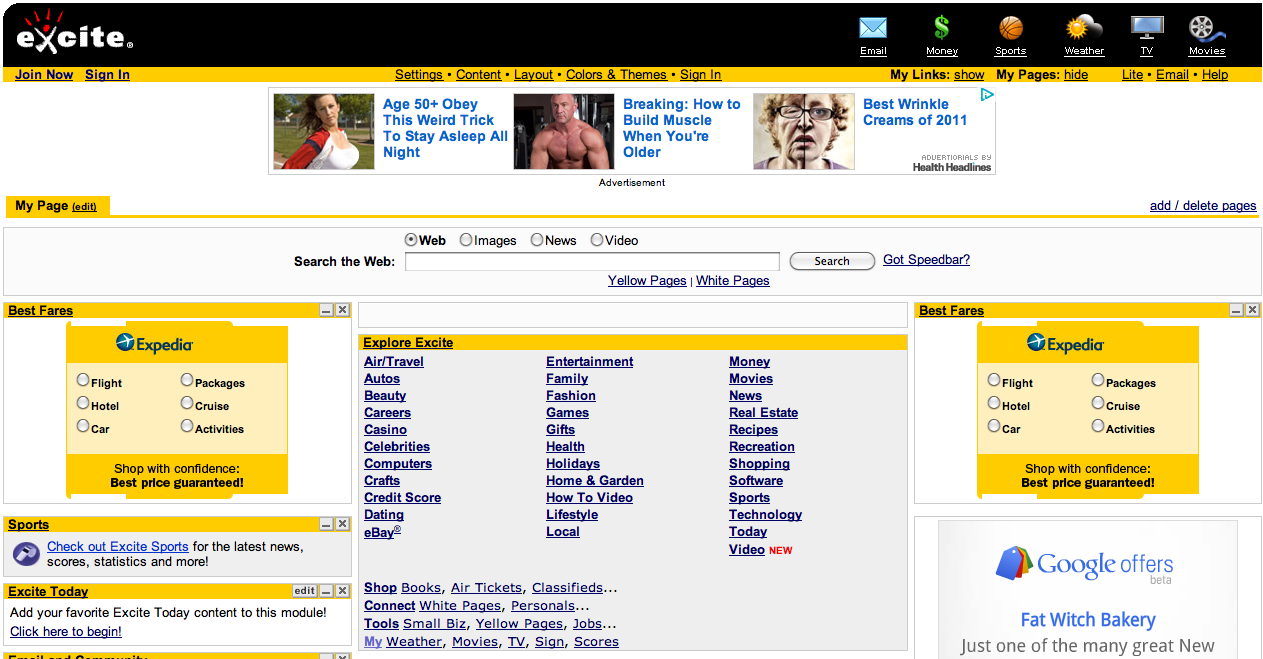 excite®
Email Money Sports Weather TV Movies
Join Now Sign In
Settings • Content • Layout • Colors & Themes • Sign In
My Links: show My Pages: hide
Lite • Email • Help
Age 50+ Obey
This Weird Trick
To Stay Asleep All
Night
Breaking: How to
Build Muscle
When You're
Older
Best Wrinkle
Creams of 2011
ADVERTORIALS BY
Health Headlines
Advertisement
My Page (edit)
add / delete pages
Web Images News Video
Search the Web:
Search
Got Speedbar?
Yellow Pages | White Pages
Best Fares
Expedia
Flight Packages
Hotel Cruise
Car Activities
Shop with confidence:
Best price guaranteed!
Sports
Check out Excite Sports for the latest news,
scores, statistics and more!
Excite Today
edit
Add your favorite Excite Today content to this module!
Click here to begin!
Email and Community
Explore Excite
Air/Travel Entertainment Money
Autos Family Movies
Beauty Fashion News
Careers Games Real Estate
Casino Gifts Recipes
Celebrities Health Recreation
Computers Holidays Shopping
Crafts Home & Garden Software
Credit Score How To Video Sports
Dating Lifestyle Technology
eBay® Local Today
Video NEW
Shop Books, Air Tickets, Classifieds...
Connect White Pages, Personals...
Tools Small Biz, Yellow Pages, Jobs...
My Weather, Movies, TV, Sign, Scores
Best Fares
Expedia
Flight Packages
Hotel Cruise
Car Activities
Shop with confidence:
Best price guaranteed!
Google offers
beta
Fat Witch Bakery
Just one of the many great New